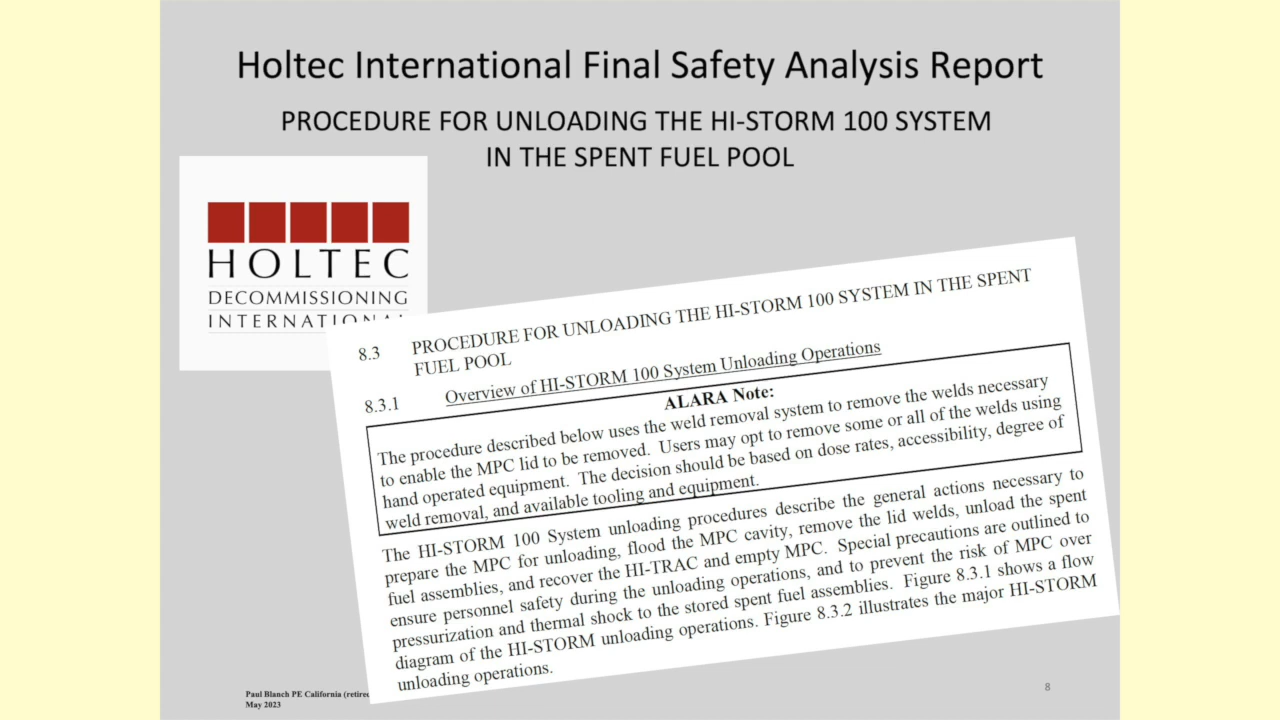 Holtec International Final Safety Analysis Report
PROCEDURE FOR UNLOADING THE HI-STORM 100 SYSTEM
IN THE SPENT FUEL POOL
HOLTEC
DECOMMISSIONING
INTERNATIONAL
8.3 PROCEDURE FOR UNLOADING THE HI-STORM 100 SYSTEM IN THE SPENT
FUEL POOL
8.3.1 Overview of HI-STORM 100 System Unloading Operations
ALARA Note:
The procedure described below uses the weld removal system to remove the welds necessary
to enable the MPC lid to be removed. Users may opt to remove some or all of the welds using
hand operated equipment. The decision should be based on dose rates, accessibility, degree of
weld removal, and available tooling and equipment.
The HI-STORM 100 System unloading procedures describe the general actions necessary to
prepare the MPC for unloading, flood the MPC cavity, remove the lid welds, unload the spent
fuel assemblies, and recover the HI-TRAC and empty MPC. Special precautions are outlined to
ensure personnel safety during the unloading operations, and to prevent the risk of MPC over
pressurization and thermal shock to the stored spent fuel assemblies. Figure 8.3.1 shows a flow
diagram of the HI-STORM unloading operations. Figure 8.3.2 illustrates the major HI-STORM
unloading operations.
Paul Blanch PE California (retired
May 2023
8